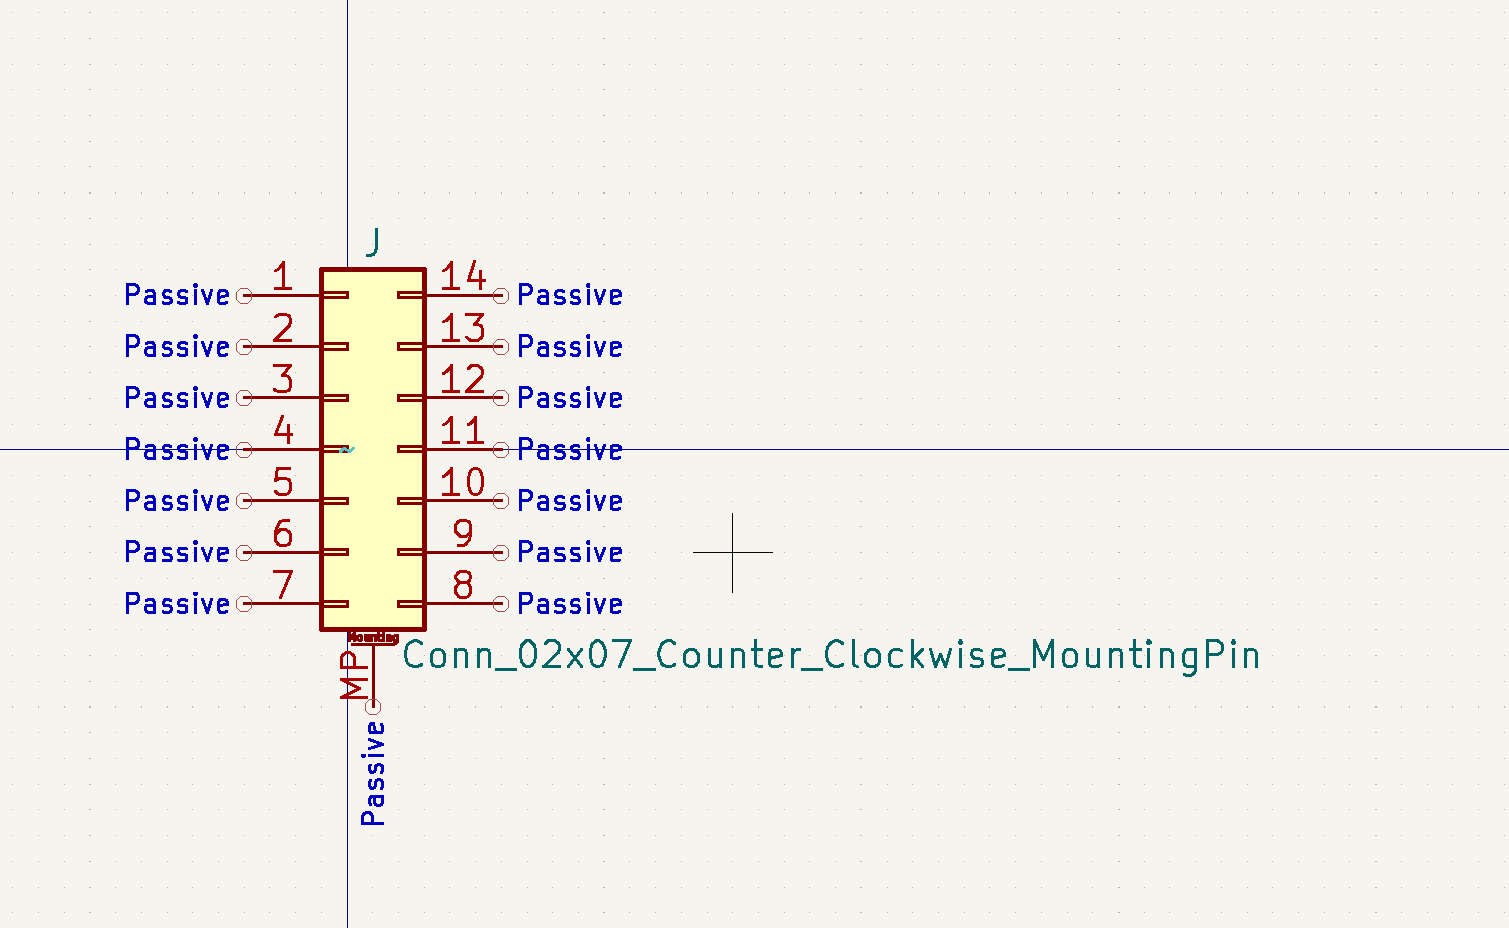 J
Passive 1 14 Passive
Passive 2 13 Passive
Passive 3 12 Passive
Passive 4 11 Passive
Passive 5 10 Passive
Passive 6 9 Passive
Passive 7 8 Passive
Mounting
MP
Conn_02x07_Counter_Clockwise_MountingPin
Passive